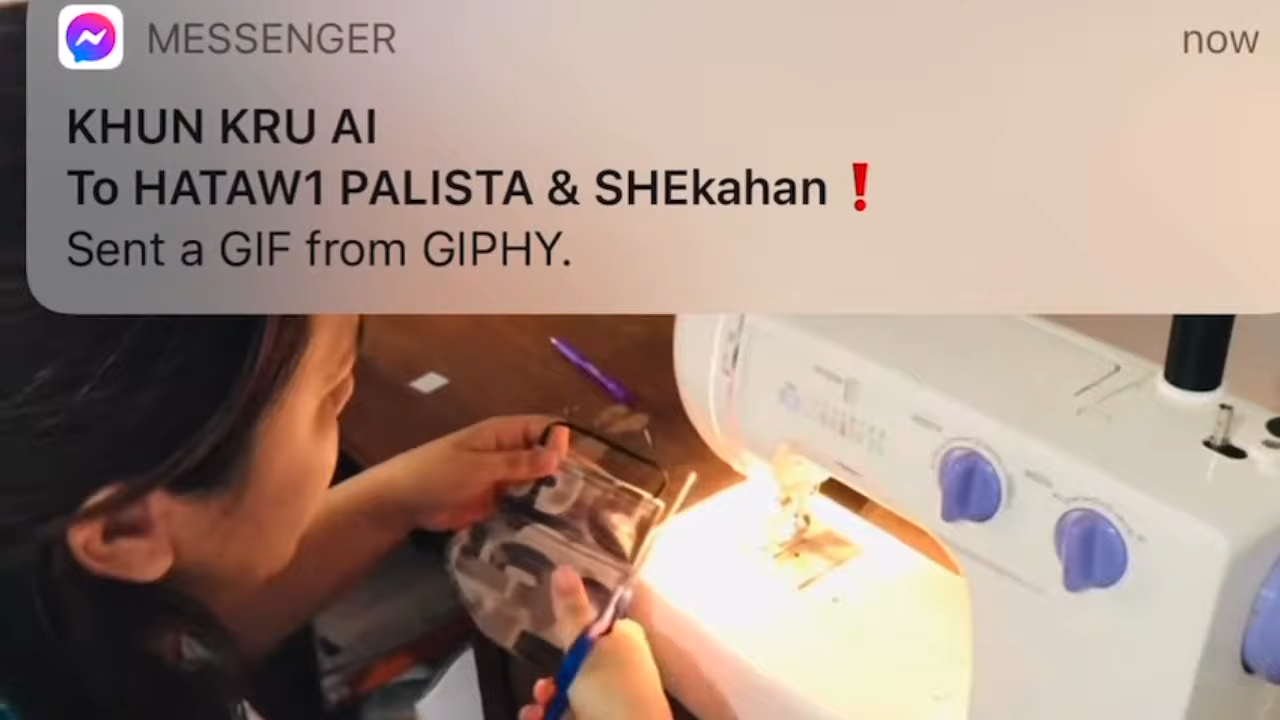 MESSENGER
now
KHUN KRU AI
To HATAW1 PALISTA & SHEkahan❗
Sent a GIF from GIPHY.